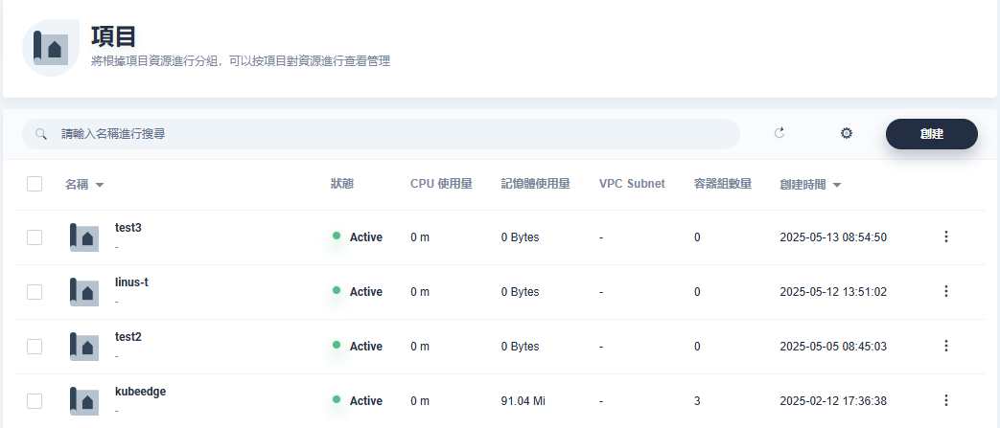 項目
將根據項目資源進行分組，可以按項目對資源進行查看管理
請輸入名稱進行搜尋 創建
名稱 狀態 CPU 使用量 記憶體使用量 VPC Subnet 容器組數量 創建時間
test3
- Active 0 m 0 Bytes - 0 2025-05-13 08:54:50
linus-t
- Active 0 m 0 Bytes - 0 2025-05-12 13:51:02
test2
- Active 0 m 0 Bytes - 0 2025-05-05 08:45:03
kubeedge
- Active 0 m 91.04 Mi - 3 2025-02-12 17:36:38